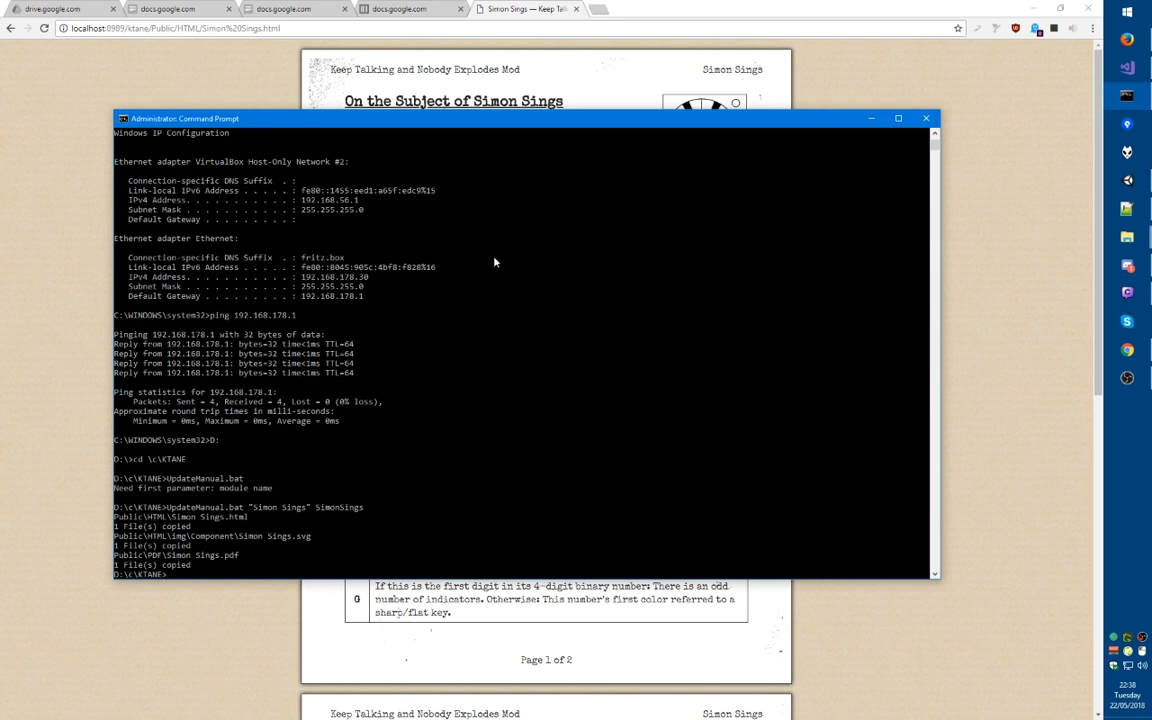 drive.google.com
docs.google.com
docs.google.com
docs.google.com
Simon Sings — Keep Talk
localhost:8989/ktane/Public/HTML/Simon%20Sings.html
Keep Talking and Nobody Explodes Mod
Simon Sings
On the Subject of Simon Sings
Administrator: Command Prompt
Windows IP Configuration
Ethernet adapter VirtualBox Host-Only Network #2:
Connection-specific DNS Suffix . :
Link-local IPv6 Address . . . . . : fe80::1455:eed1:a65f:edc9%15
IPv4 Address. . . . . . . . . . . : 192.168.56.1
Subnet Mask . . . . . . . . . . . : 255.255.255.0
Default Gateway . . . . . . . . . :
Ethernet adapter Ethernet:
Connection-specific DNS Suffix . : fritz.box
Link-local IPv6 Address . . . . . : fe80::8045:905c:4bf8:f828%16
IPv4 Address. . . . . . . . . . . : 192.168.178.30
Subnet Mask . . . . . . . . . . . : 255.255.255.0
Default Gateway . . . . . . . . . : 192.168.178.1
C:\WINDOWS\system32>ping 192.168.178.1
Pinging 192.168.178.1 with 32 bytes of data:
Reply from 192.168.178.1: bytes=32 time<1ms TTL=64
Reply from 192.168.178.1: bytes=32 time<1ms TTL=64
Reply from 192.168.178.1: bytes=32 time<1ms TTL=64
Reply from 192.168.178.1: bytes=32 time<1ms TTL=64
Ping statistics for 192.168.178.1:
Packets: Sent = 4, Received = 4, Lost = 0 (0% loss),
Approximate round trip times in milli-seconds:
Minimum = 0ms, Maximum = 0ms, Average = 0ms
C:\WINDOWS\system32>D:
D:\>cd \c\KTANE
D:\c\KTANE>UpdateManual.bat
Need first parameter: module name
D:\c\KTANE>UpdateManual.bat "Simon Sings" SimonSings
Public\HTML\Simon Sings.html
1 File(s) copied
Public\HTML\img\Component\Simon Sings.svg
1 File(s) copied
Public\PDF\Simon Sings.pdf
1 File(s) copied
D:\c\KTANE>
G
If this is the first digit in its 4-digit binary number: There is an odd
number of indicators. Otherwise: This number's first color referred to a
sharp/flat key.
Page 1 of 2
Keep Talking and Nobody Explodes Mod
Simon Sings
22:38
Tuesday
22/05/2018